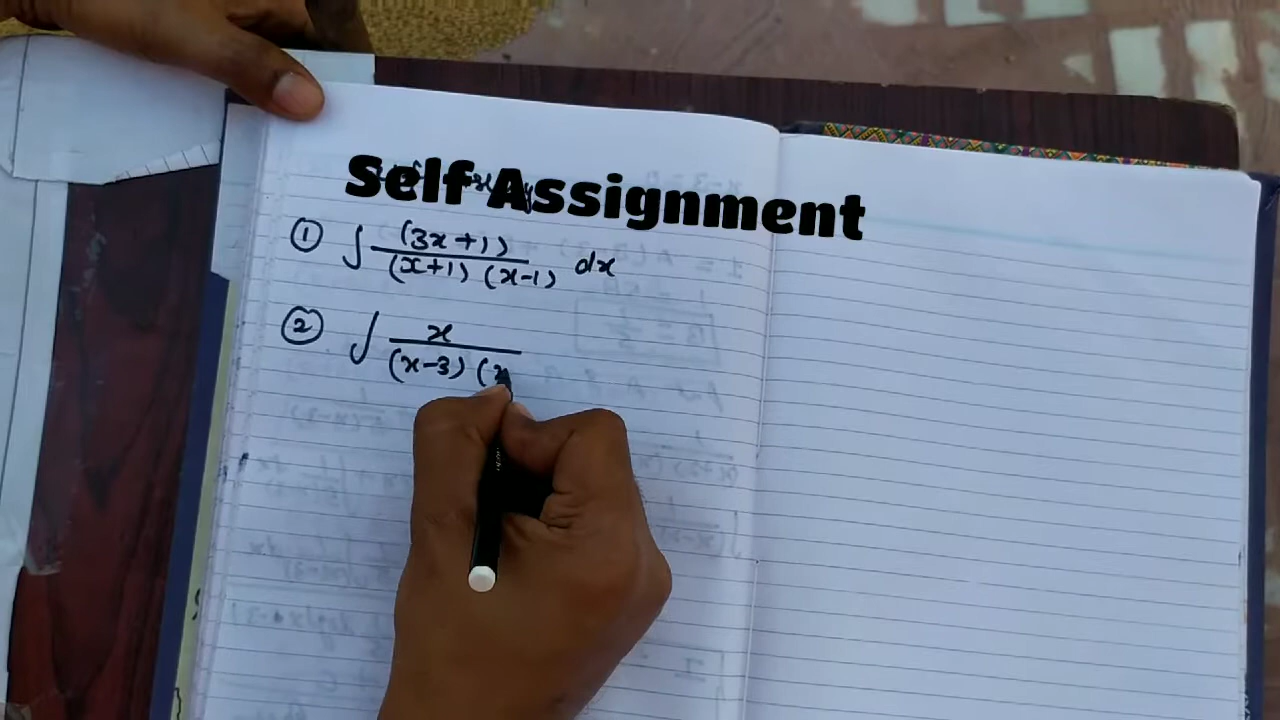 Self Assignment
① ∫ (3x+1) / (x+1) (x-1) dx
② ∫ x / (x-3) (x